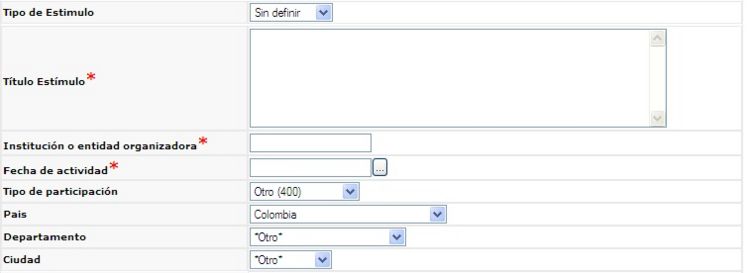 Tipo de Estimulo Sin definir
Título Estímulo*
Institución o entidad organizadora*
Fecha de actividad* ...
Tipo de participación Otro (400)
Pais Colombia
Departamento *Otro*
Ciudad *Otro*